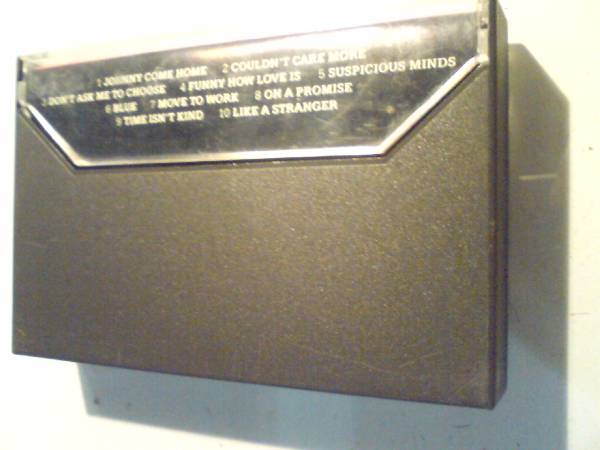 1 JOHNNY COME HOME 2 COULDN'T CARE MORE
3 DON'T ASK ME TO CHOOSE 4 FUNNY HOW LOVE IS 5 SUSPICIOUS MINDS
6 BLUE 7 MOVE TO WORK 8 ON A PROMISE
9 TIME ISN'T KIND 10 LIKE A STRANGER